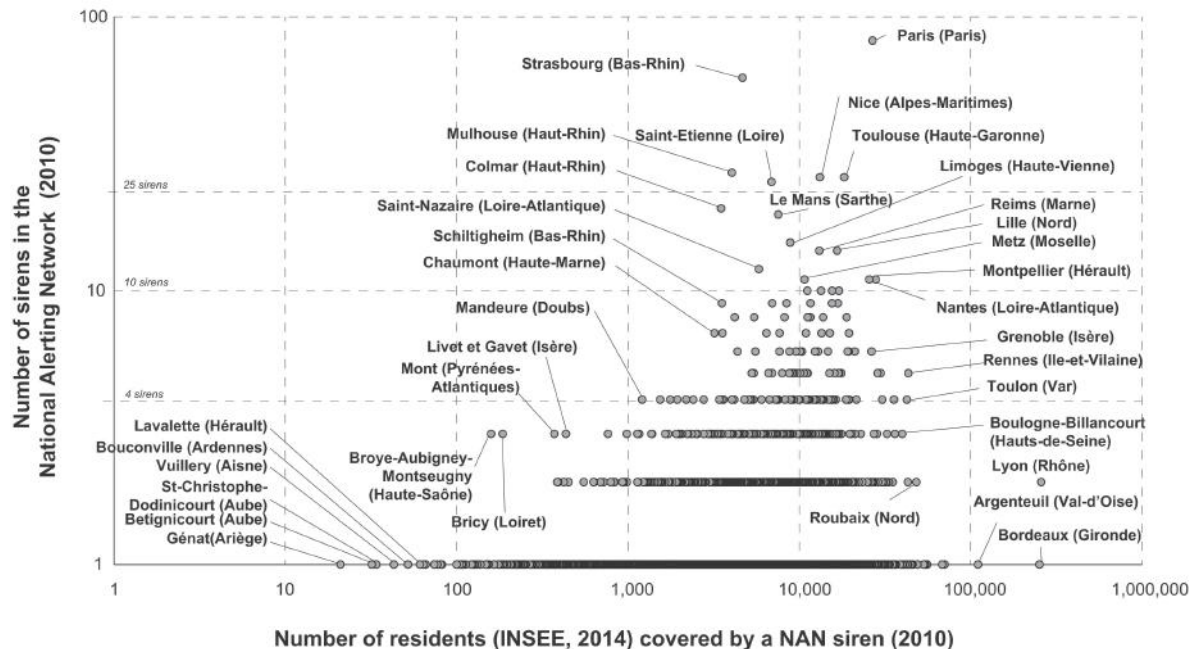 Number of sirens in the
National Alerting Network (2010)
100
10
1
25 sirens
10 sirens
4 sirens
Paris (Paris)
Strasbourg (Bas-Rhin)
Nice (Alpes-Maritimes)
Mulhouse (Haut-Rhin)
Saint-Etienne (Loire)
Toulouse (Haute-Garonne)
Colmar (Haut-Rhin)
Limoges (Haute-Vienne)
Le Mans (Sarthe)
Saint-Nazaire (Loire-Atlantique)
Reims (Marne)
Lille (Nord)
Schiltigheim (Bas-Rhin)
Metz (Moselle)
Chaumont (Haute-Marne)
Montpellier (Hérault)
Mandeure (Doubs)
Nantes (Loire-Atlantique)
Livet et Gavet (Isère)
Grenoble (Isère)
Mont (Pyrénées-
Atlantiques)
Rennes (Ile-et-Vilaine)
Toulon (Var)
Lavalette (Hérault)
Boulogne-Billancourt
(Hauts-de-Seine)
Bouconville (Ardennes)
Vuillery (Aisne)
Broye-Aubigney-
Montseugny
(Haute-Saône)
Lyon (Rhône)
St-Christophe-
Dodinicourt (Aube)
Argenteuil (Val-d'Oise)
Betignicourt (Aube)
Bricy (Loiret)
Roubaix (Nord)
Génat(Ariège)
Bordeaux (Gironde)
1
10
100
1,000
10,000
100,000
1,000,000
Number of residents (INSEE, 2014) covered by a NAN siren (2010)